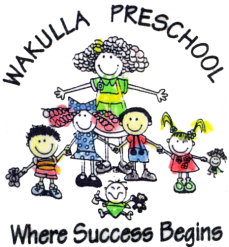 WAKULLA PRESCHOOL
Where Success Begins